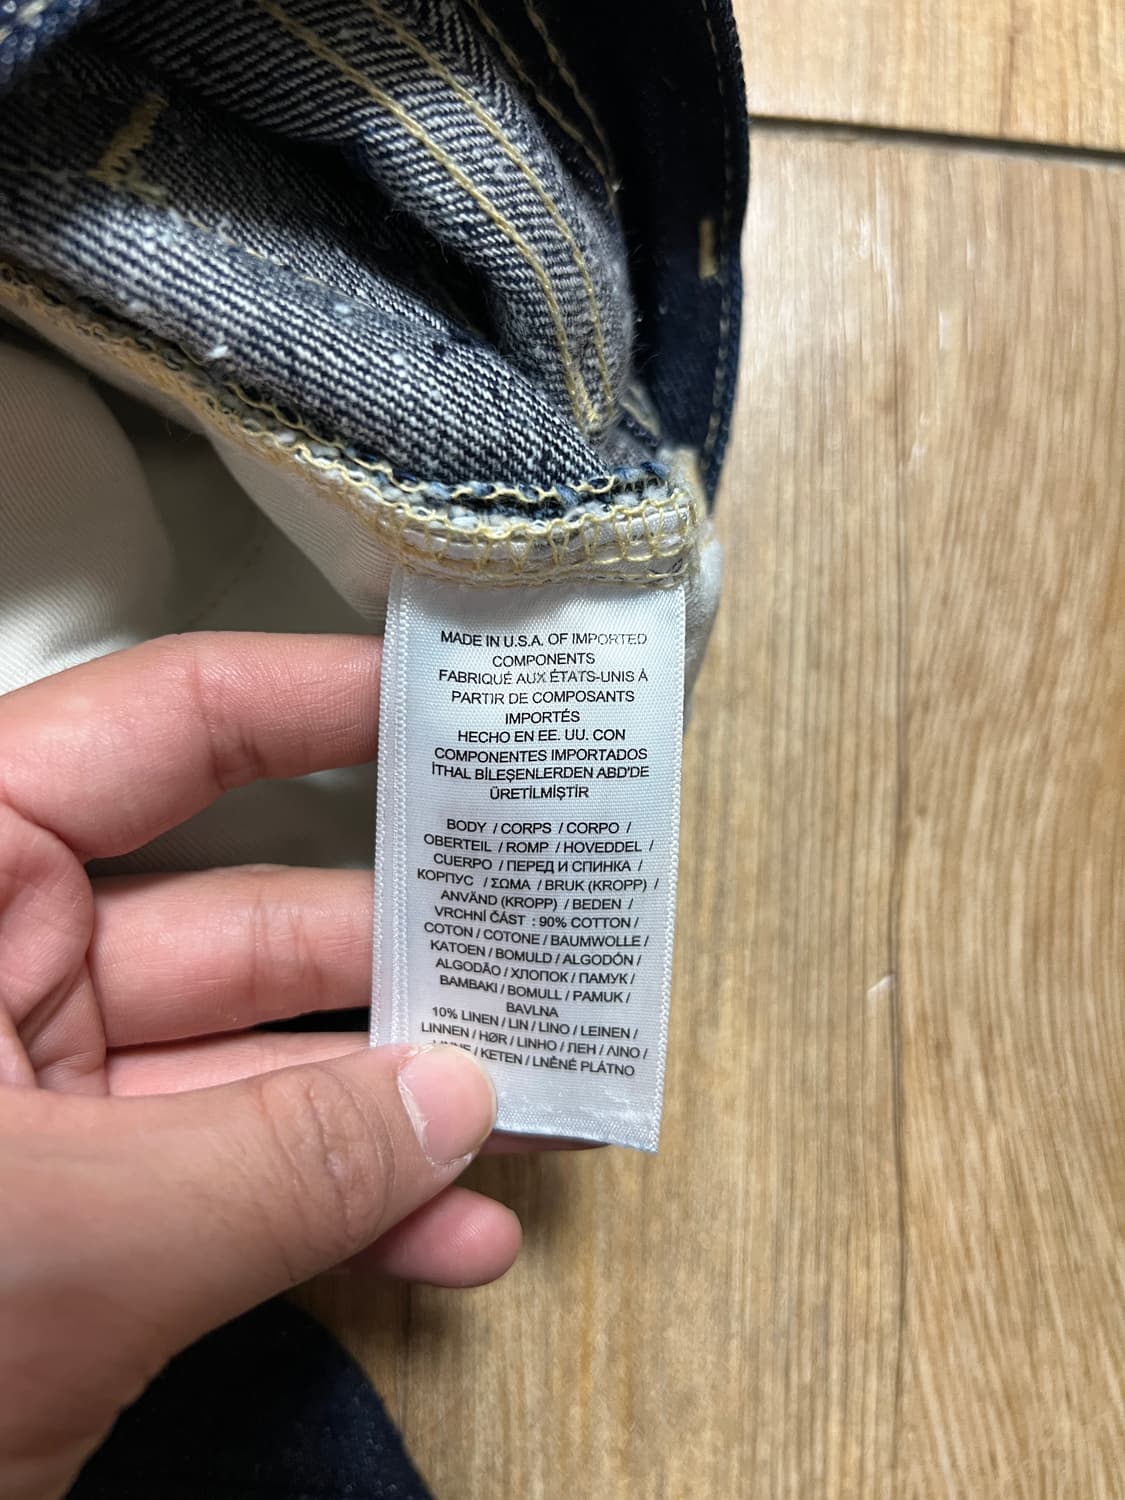 MADE IN U.S.A. OF IMPORTED
COMPONENTS
FABRIQUÉ AUX ÉTATS-UNIS À
PARTIR DE COMPOSANTS
IMPORTÉS
HECHO EN EE. UU. CON
COMPONENTES IMPORTADOS
İTHAL BİLEŞENLERDEN ABD'DE
ÜRETİLMİŞTİR
BODY / CORPS / CORPO /
OBERTEIL / ROMP / HOVEDDEL /
CUERPO / ПЕРЕД И СПИНКА /
КОРПУС / ΣΩΜΑ / BRUK (KROPP) /
ANVÄND (KROPP) / BEDEN /
VRCHNÍ ČÁST : 90% COTTON /
COTON / COTONE / BAUMWOLLE /
KATOEN / BOMULD / ALGODÓN /
ALGODÃO / ХЛОПОК / ПАМУК /
BAMBAKI / BOMULL / PAMUK /
BAVLNA
10% LINEN / LIN / LINO / LEINEN /
LINNEN / HØR / LINHO / ЛЕН / ΛΙΝΟ /
/ KETEN / LNĚNÉ PLÁTNO